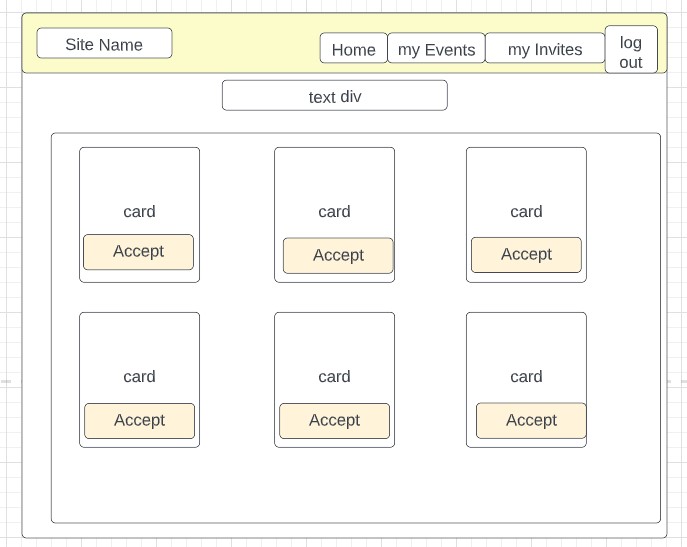 Site Name
Home
my Events
my Invites
log
out
text div
card
card
card
Accept
Accept
Accept
card
card
card
Accept
Accept
Accept